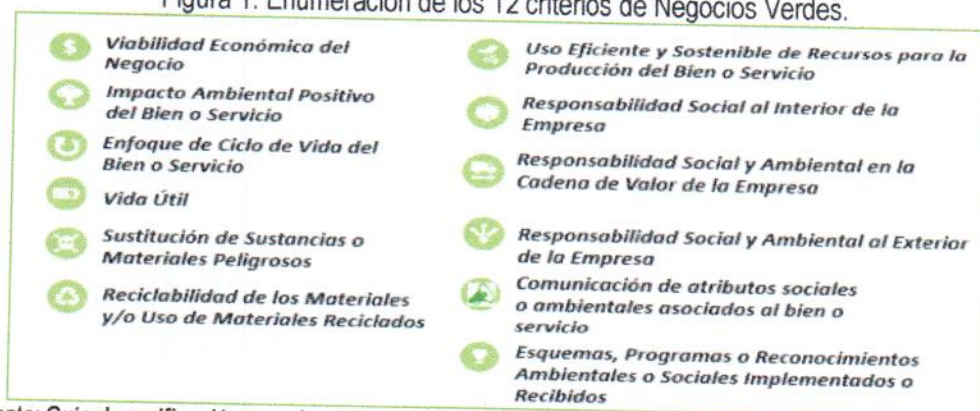 Figura 1. Enumeración de los 12 criterios de Negocios Verdes.
Viabilidad Económica del
Negocio
Impacto Ambiental Positivo
del Bien o Servicio
Enfoque de Ciclo de Vida del
Bien o Servicio
Vida Útil
Sustitución de Sustancias o
Materiales Peligrosos
Reciclabilidad de los Materiales
y/o Uso de Materiales Reciclados
Uso Eficiente y Sostenible de Recursos para la
Producción del Bien o Servicio
Responsabilidad Social al Interior de la
Empresa
Responsabilidad Social y Ambiental en la
Cadena de Valor de la Empresa
Responsabilidad Social y Ambiental al Exterior
de la Empresa
Comunicación de atributos sociales
o ambientales asociados al bien o
servicio
Esquemas, Programas o Reconocimientos
Ambientales o Sociales Implementados o
Recibidos